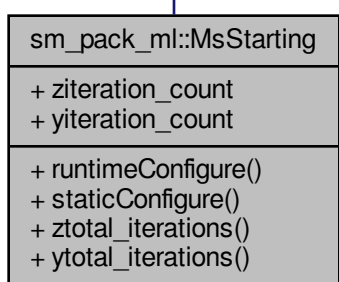 sm_pack_ml::MsStarting
+ ziteration_count
+ yiteration_count
+ runtimeConfigure()
+ staticConfigure()
+ ztotal_iterations()
+ ytotal_iterations()